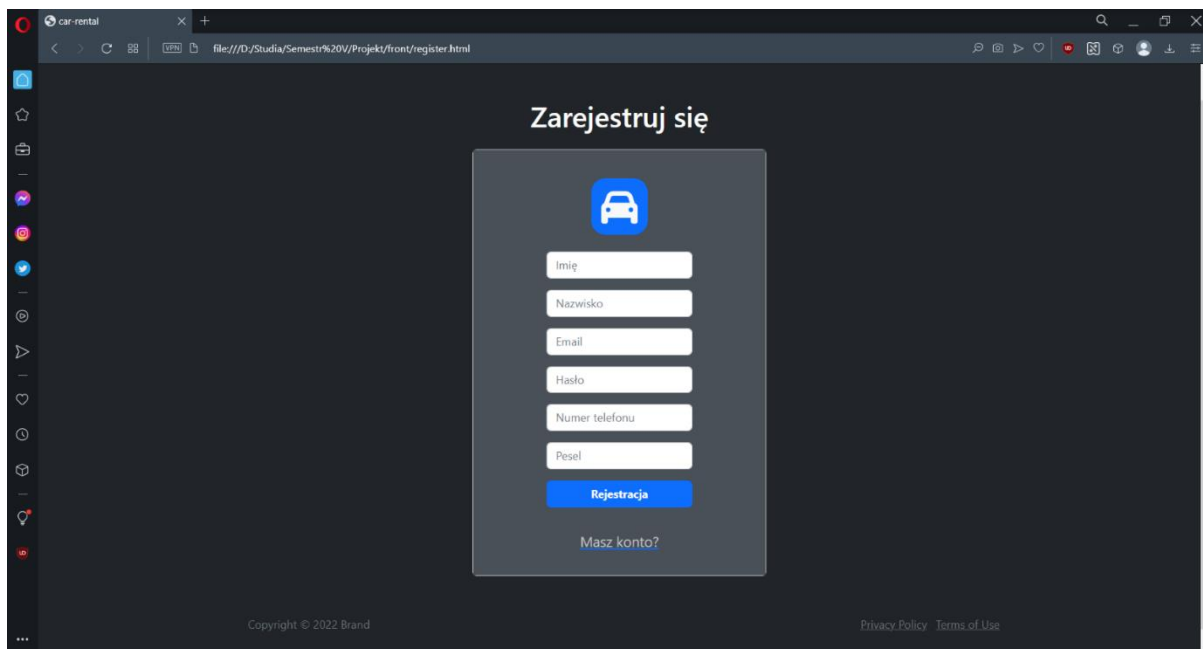 car-rental
VPN
file:///D:/Studia/Semestr%20V/Projekt/front/register.html
Zarejestruj się
Imię
Nazwisko
Email
Hasło
Numer telefonu
Pesel
Rejestracja
Masz konto?
Copyright © 2022 Brand
Privacy Policy Terms of Use